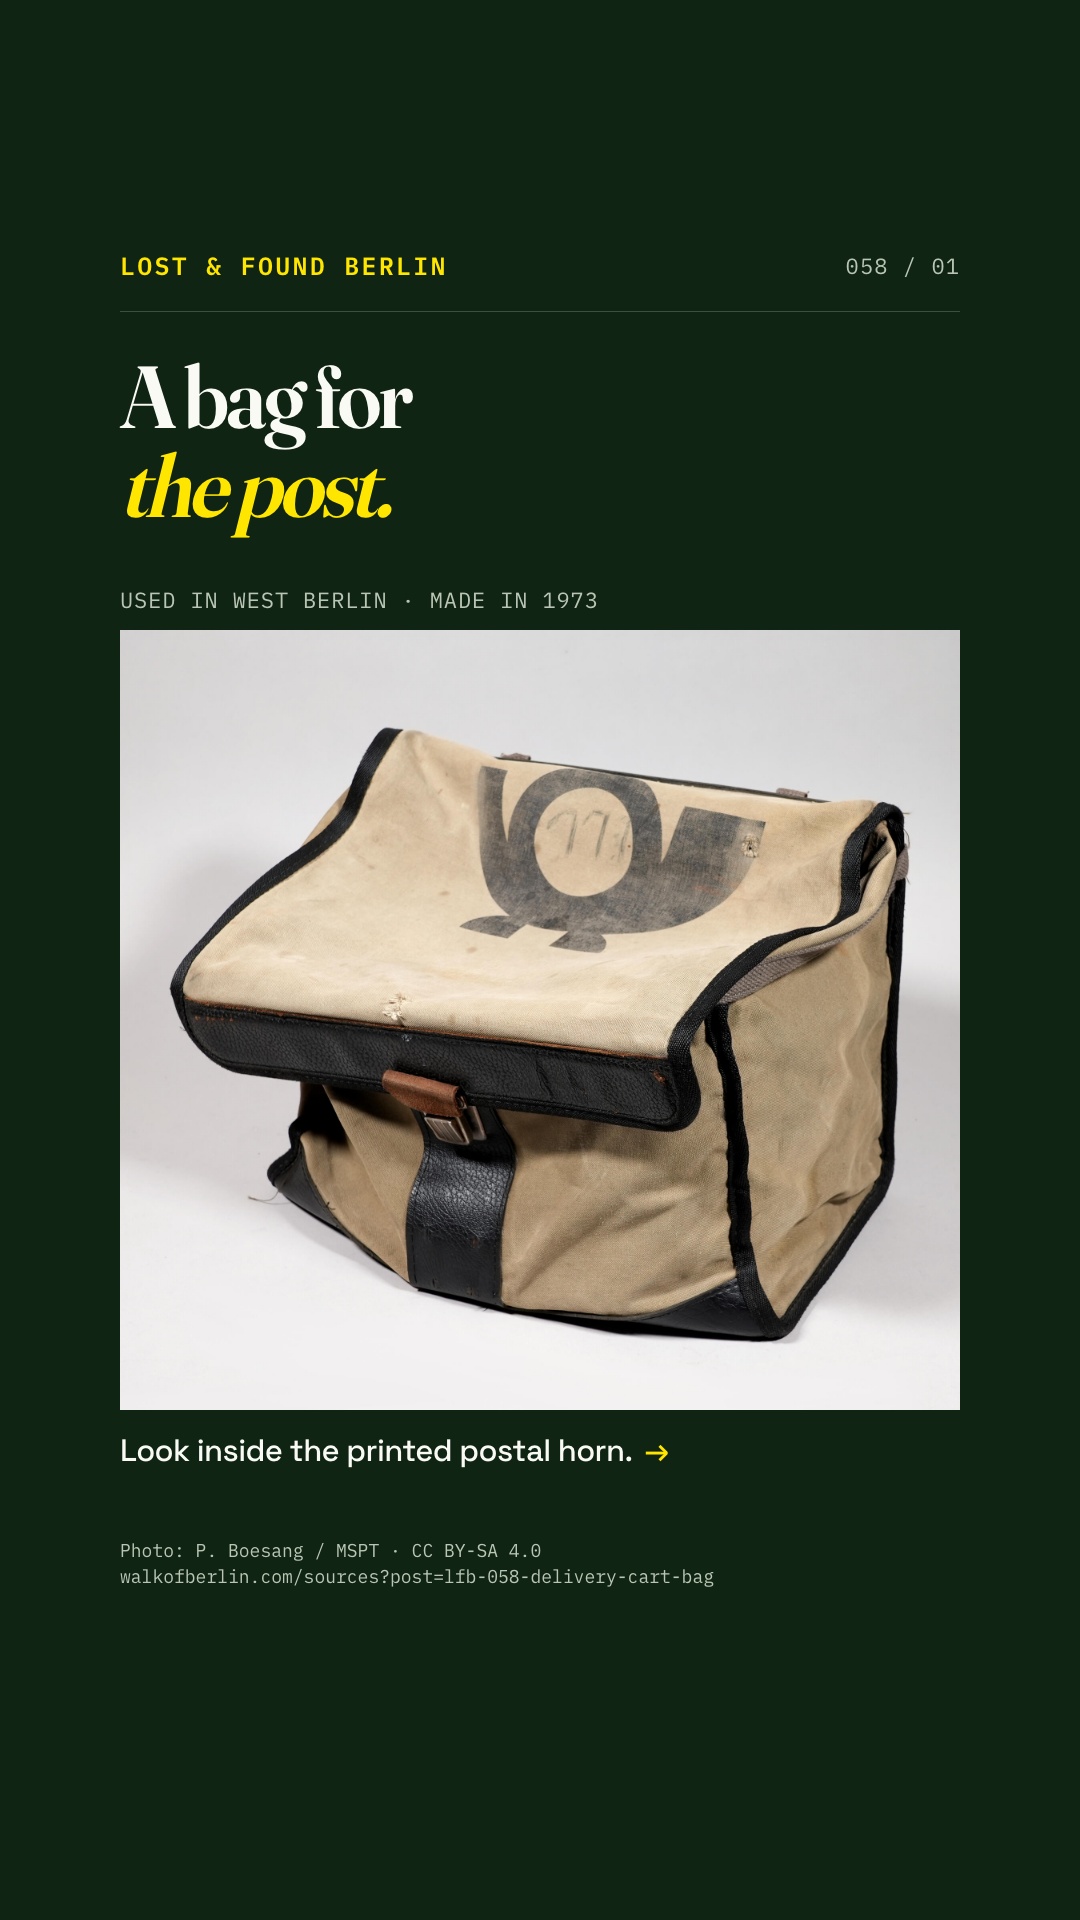 LOST & FOUND BERLIN
058 / 01
A bag for
the post.
USED IN WEST BERLIN · MADE IN 1973
Look inside the printed postal horn. →
Photo: P. Boesang / MSPT · CC BY-SA 4.0
walkofberlin.com/sources?post=lfb-058-delivery-cart-bag